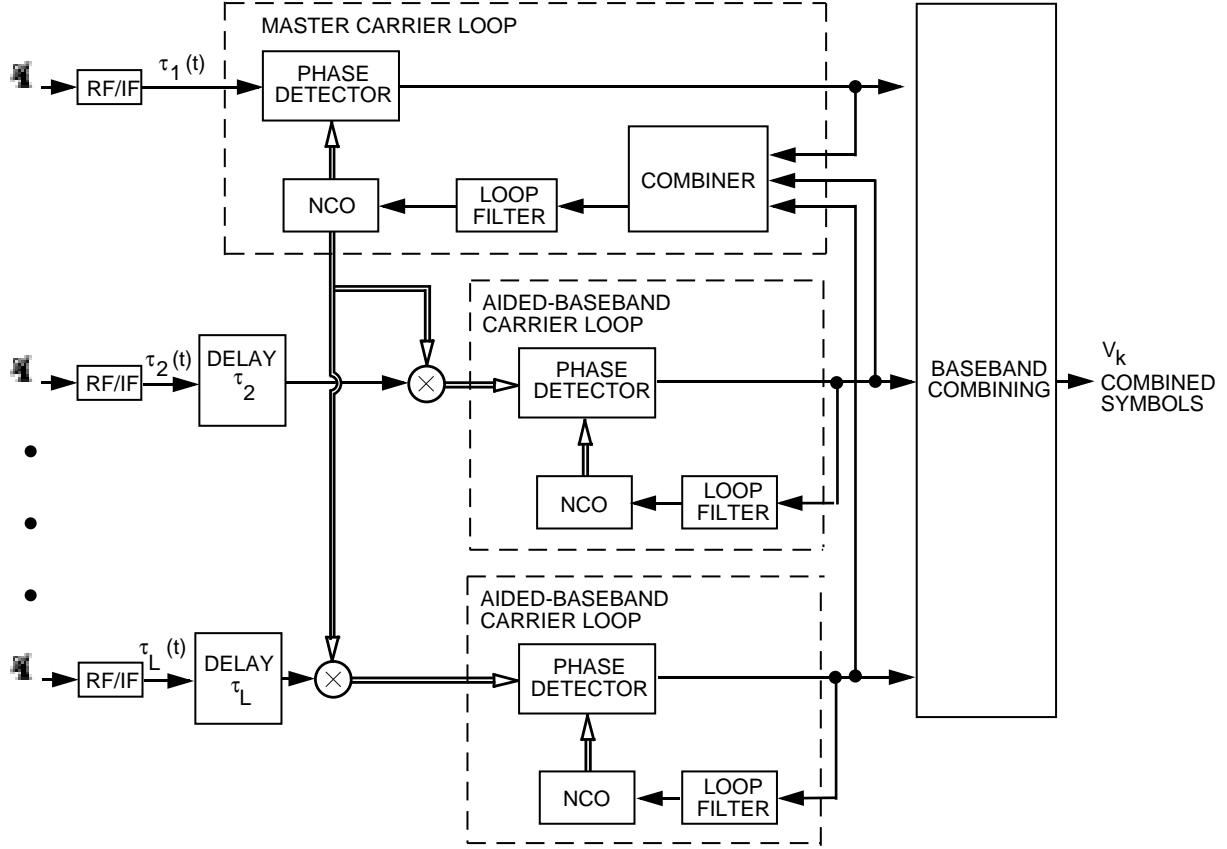 MASTER CARRIER LOOP
RF/IF
τ1 (t)
PHASE
DETECTOR
NCO
LOOP
FILTER
COMBINER
AIDED-BASEBAND
CARRIER LOOP
RF/IF
τ2 (t)
DELAY
τ2
×
PHASE
DETECTOR
NCO
LOOP
FILTER
BASEBAND
COMBINING
Vk
COMBINED
SYMBOLS
AIDED-BASEBAND
CARRIER LOOP
RF/IF
τL (t)
DELAY
τL
×
PHASE
DETECTOR
NCO
LOOP
FILTER